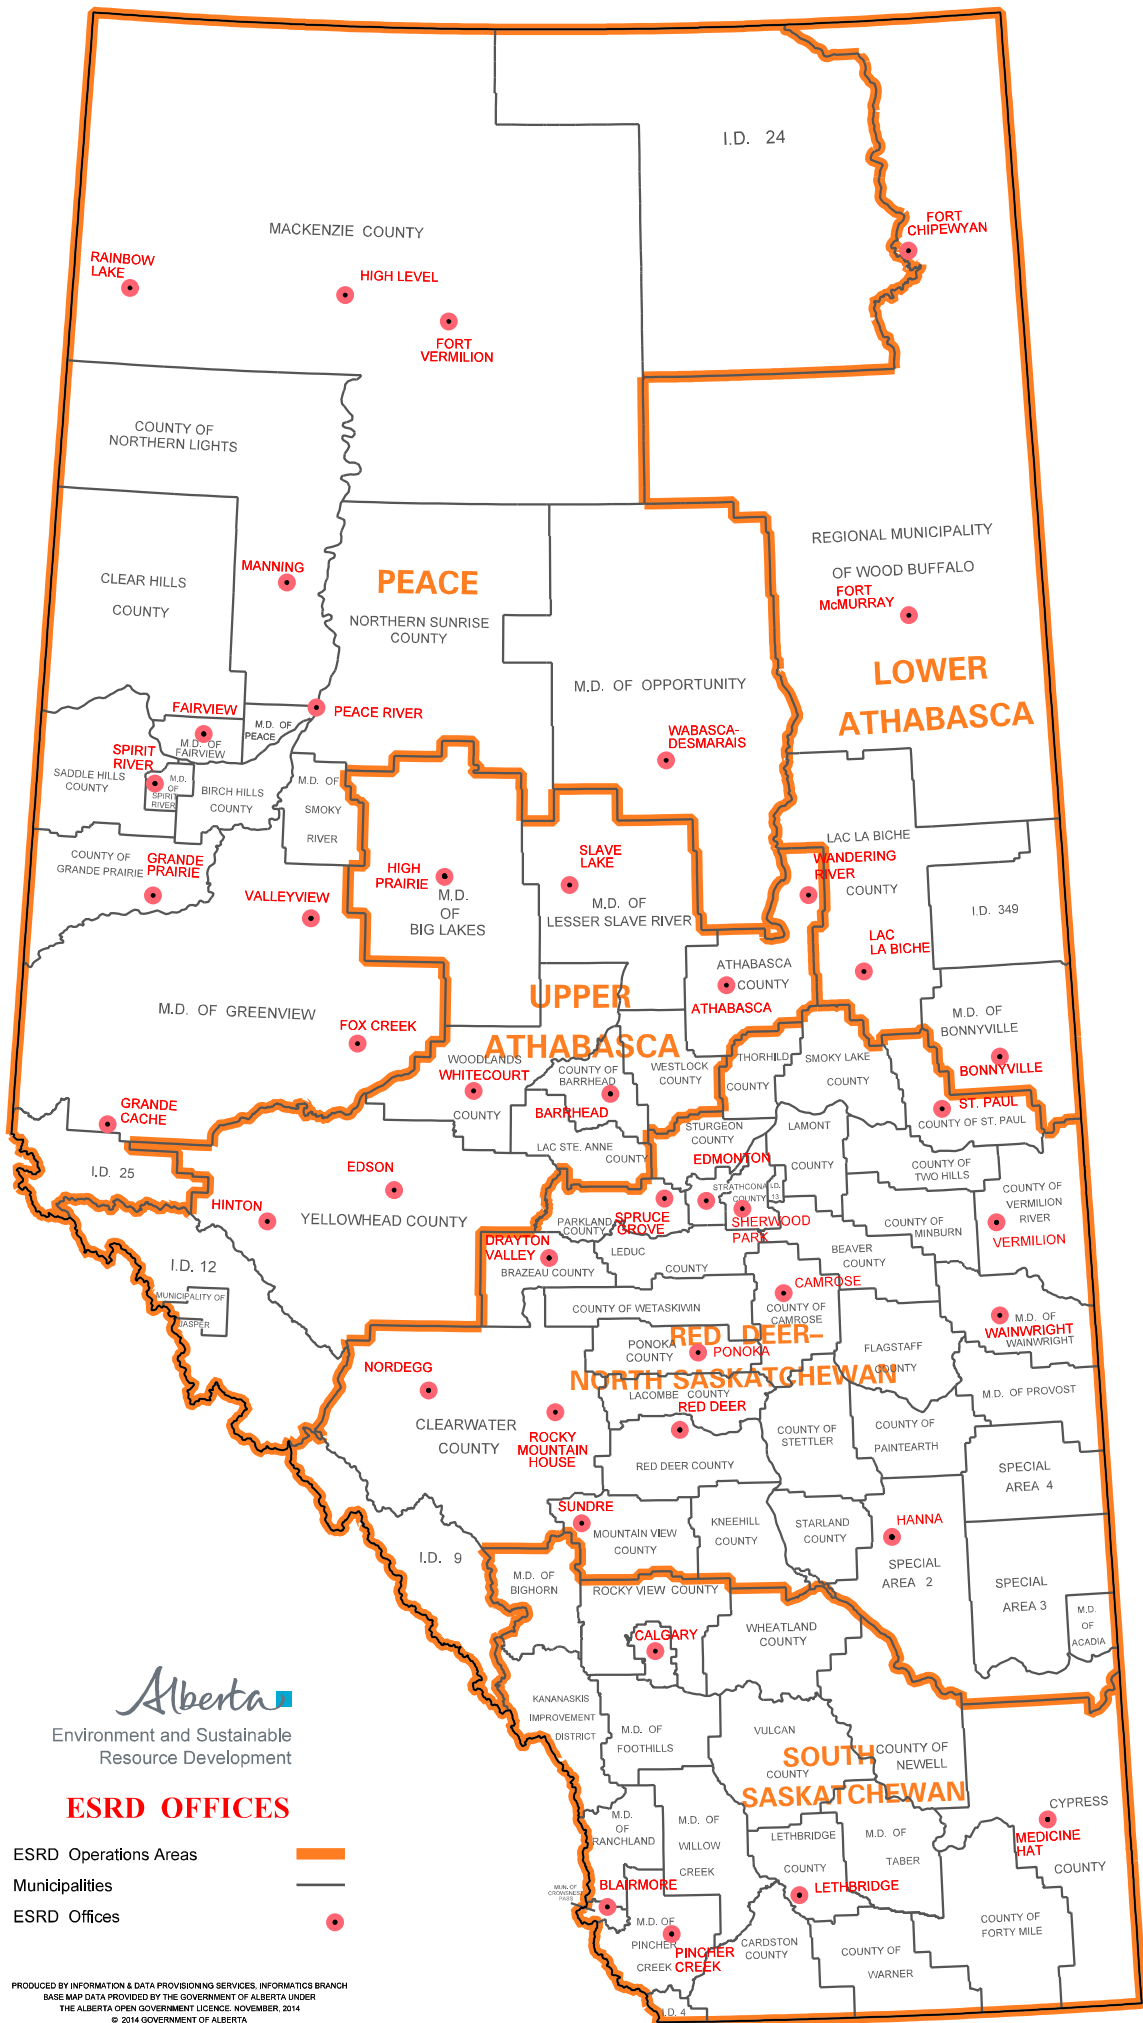 I.D. 24
MACKENZIE COUNTY
FORT
CHIPEWYAN
RAINBOW
LAKE
HIGH LEVEL
FORT
VERMILION
COUNTY OF
NORTHERN LIGHTS
REGIONAL MUNICIPALITY
OF WOOD BUFFALO
FORT
McMURRAY
MANNING
CLEAR HILLS
COUNTY
PEACE
NORTHERN SUNRISE
COUNTY
LOWER
ATHABASCA
M.D. OF OPPORTUNITY
WABASCA-
DESMARAIS
FAIRVIEW
M.D. OF
FAIRVIEW
M.D. OF
PEACE
PEACE RIVER
SPIRIT
RIVER
SADDLE HILLS
COUNTY
M.D.
OF
SPIRIT
RIVER
BIRCH HILLS
COUNTY
M.D. OF
SMOKY
RIVER
COUNTY OF
GRANDE PRAIRIE
GRANDE
PRAIRIE
VALLEYVIEW
HIGH
PRAIRIE
M.D.
OF
BIG LAKES
SLAVE
LAKE
M.D. OF
LESSER SLAVE RIVER
LAC LA BICHE
COUNTY
WANDERING
RIVER
I.D. 349
LAC
LA BICHE
ATHABASCA
COUNTY
ATHABASCA
M.D. OF GREENVIEW
FOX CREEK
UPPER
ATHABASCA
M.D. OF
BONNYVILLE
BONNYVILLE
WOODLANDS
WHITECOURT
COUNTY
COUNTY OF
BARRHEAD
BARRHEAD
WESTLOCK
COUNTY
THORHILD
COUNTY
SMOKY LAKE
COUNTY
GRANDE
CACHE
ST. PAUL
COUNTY OF ST. PAUL
LAC STE. ANNE
COUNTY
STURGEON
COUNTY
LAMONT
COUNTY
I.D. 25
EDSON
EDMONTON
COUNTY OF
TWO HILLS
HINTON
YELLOWHEAD COUNTY
STRATHCONA
COUNTY
I.D.
13
COUNTY OF
VERMILION
RIVER
VERMILION
SPRUCE
GROVE
SHERWOOD
PARK
PARKLAND
COUNTY
COUNTY OF
MINBURN
DRAYTON
VALLEY
BRAZEAU COUNTY
LEDUC
COUNTY
BEAVER
COUNTY
I.D. 12
MUNICIPALITY OF
JASPER
CAMROSE
COUNTY OF
CAMROSE
COUNTY OF WETASKIWIN
M.D. OF
WAINWRIGHT
WAINWRIGHT
RED DEER–
NORTH SASKATCHEWAN
PONOKA
COUNTY
PONOKA
FLAGSTAFF
COUNTY
NORDEGG
LACOMBE COUNTY
RED DEER
M.D. OF PROVOST
CLEARWATER
COUNTY
ROCKY
MOUNTAIN
HOUSE
COUNTY OF
STETTLER
COUNTY OF
PAINTEARTH
RED DEER COUNTY
SPECIAL
AREA 4
SUNDRE
MOUNTAIN VIEW
COUNTY
KNEEHILL
COUNTY
STARLAND
COUNTY
HANNA
SPECIAL
AREA 2
I.D. 9
M.D. OF
BIGHORN
ROCKY VIEW COUNTY
SPECIAL
AREA 3
M.D.
OF
ACADIA
CALGARY
WHEATLAND
COUNTY
KANANASKIS
IMPROVEMENT
DISTRICT
M.D. OF
FOOTHILLS
VULCAN
COUNTY
SOUTH
SASKATCHEWAN
COUNTY OF
NEWELL
CYPRESS
COUNTY
MEDICINE
HAT
M.D.
OF
RANCHLAND
M.D. OF
WILLOW
CREEK
LETHBRIDGE
COUNTY
LETHBRIDGE
M.D. OF
TABER
MUN. OF
CROWSNEST
PASS
BLAIRMORE
M.D. OF
PINCHER
CREEK
PINCHER
CREEK
CARDSTON
COUNTY
COUNTY OF
WARNER
COUNTY OF
FORTY MILE
I.D. 4
Alberta
Environment and Sustainable
Resource Development
ESRD OFFICES
ESRD Operations Areas
Municipalities
ESRD Offices
PRODUCED BY INFORMATION & DATA PROVISIONING SERVICES, INFORMATICS BRANCH
BASE MAP DATA PROVIDED BY THE GOVERNMENT OF ALBERTA UNDER
THE ALBERTA OPEN GOVERNMENT LICENCE. NOVEMBER, 2014
© 2014 GOVERNMENT OF ALBERTA